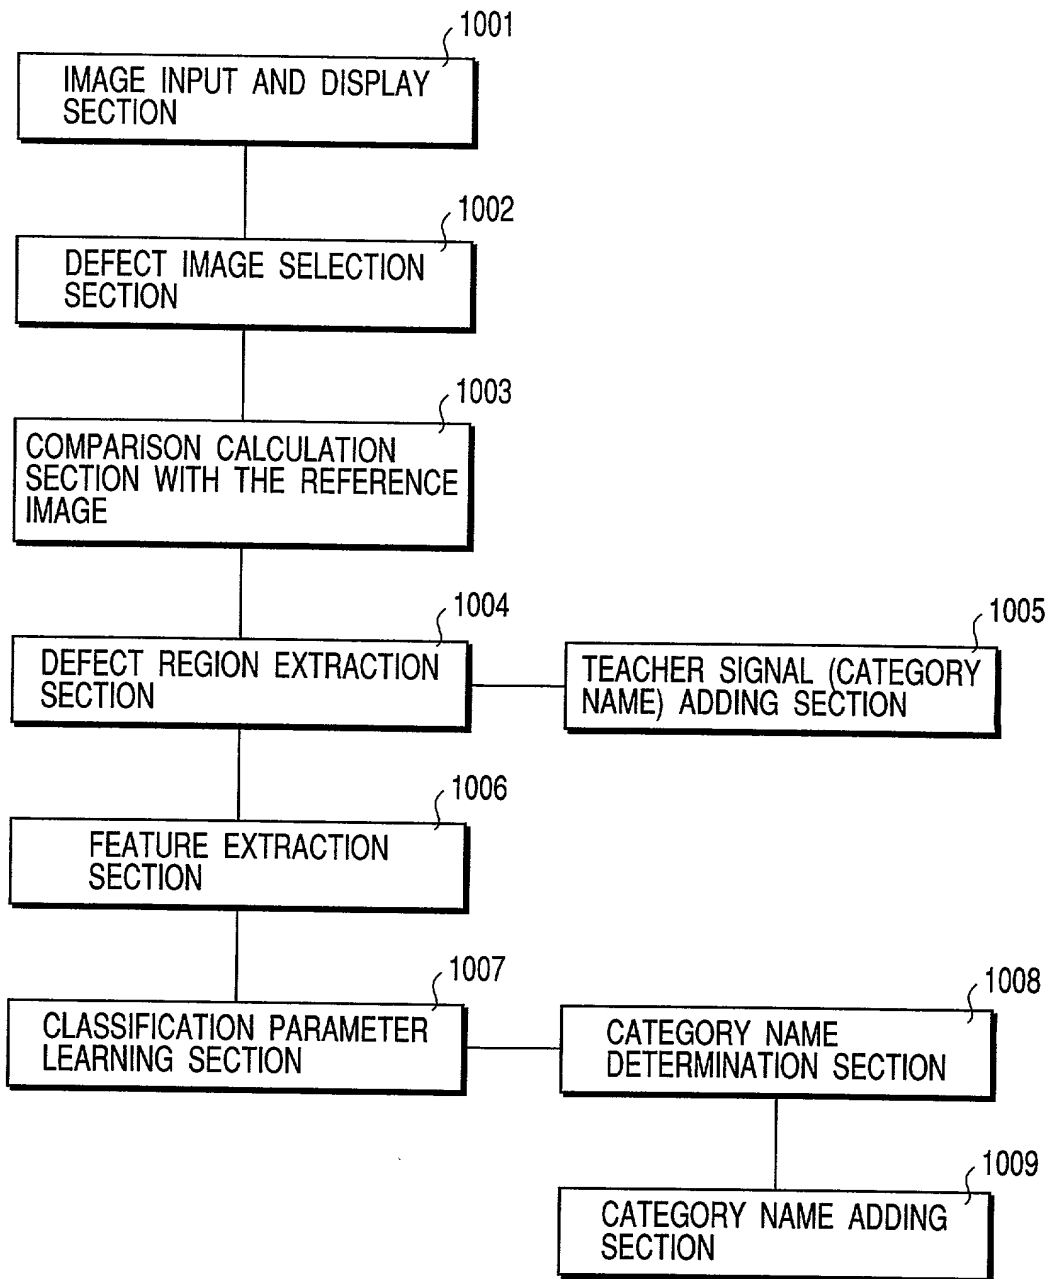 1001
IMAGE INPUT AND DISPLAY
SECTION
1002
DEFECT IMAGE SELECTION
SECTION
1003
COMPARISON CALCULATION
SECTION WITH THE REFERENCE
IMAGE
1004
DEFECT REGION EXTRACTION
SECTION
1005
TEACHER SIGNAL (CATEGORY
NAME) ADDING SECTION
1006
FEATURE EXTRACTION
SECTION
1007
CLASSIFICATION PARAMETER
LEARNING SECTION
1008
CATEGORY NAME
DETERMINATION SECTION
1009
CATEGORY NAME ADDING
SECTION